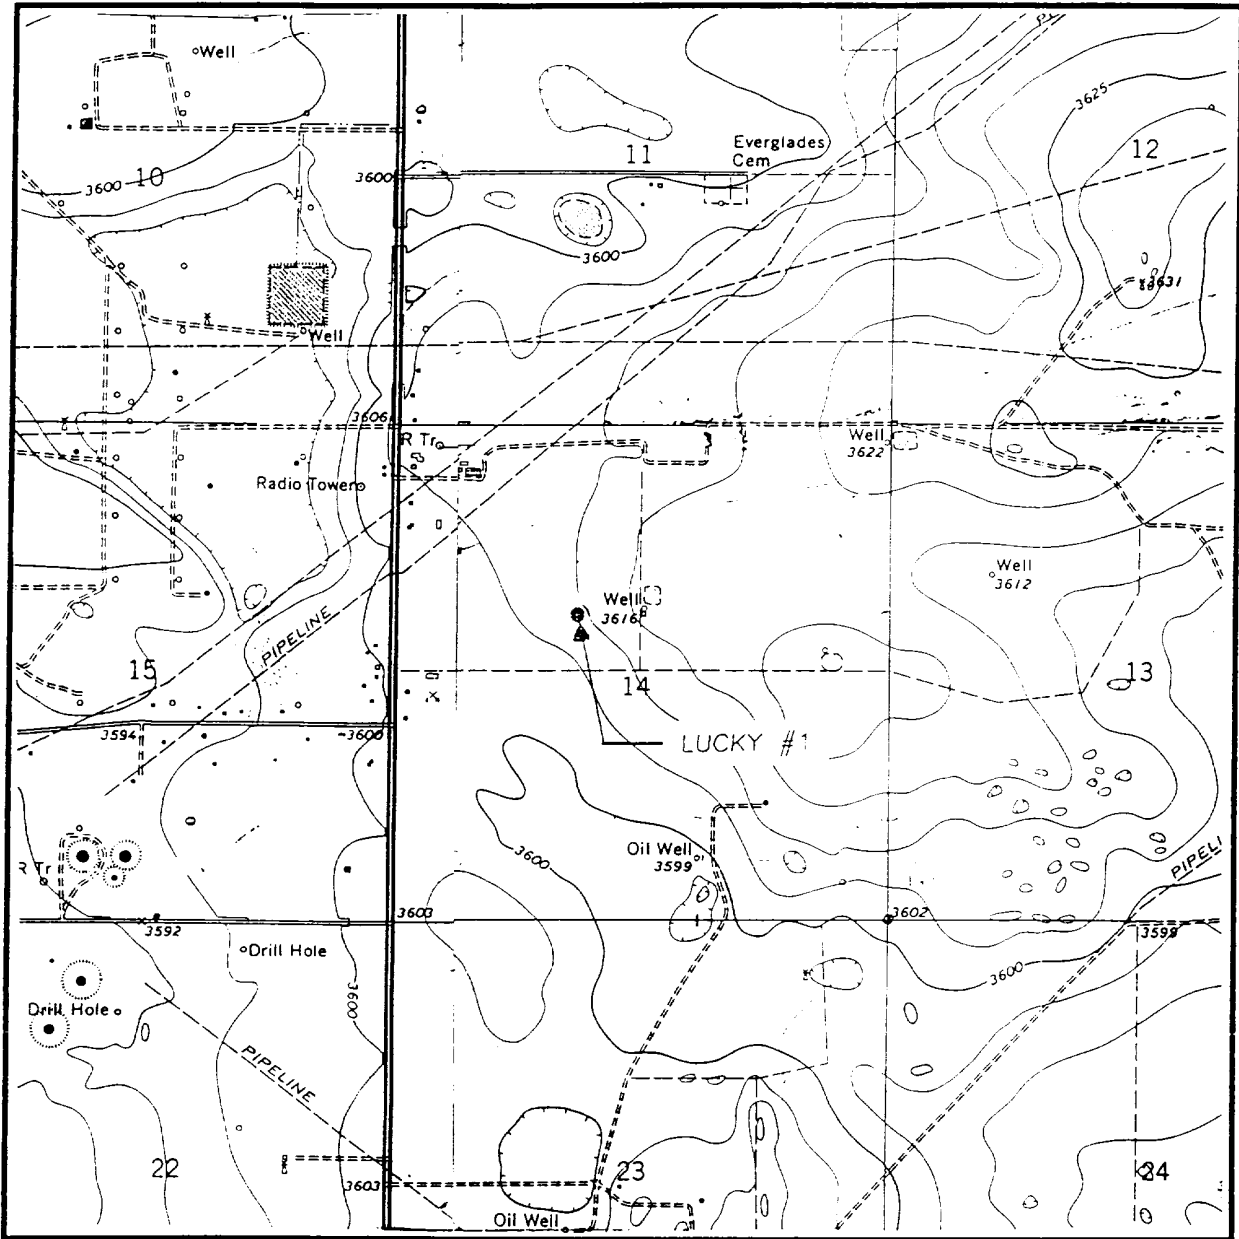 Well
3625
Everglades
Cem
11
12
10
3600
3600
3600
3631
Well
3606
R Tr
Well
3622
Radio Tower
Well
3612
Well
3616
PIPELINE
15
14
13
3594
3600
LUCKY #1
3600
Oil Well
3599
R Tr
PIPELI
3603
3602
3592
3599
Drill Hole
3600
3600
Drill Hole
PIPELINE
22
23
24
3603
Oil Well